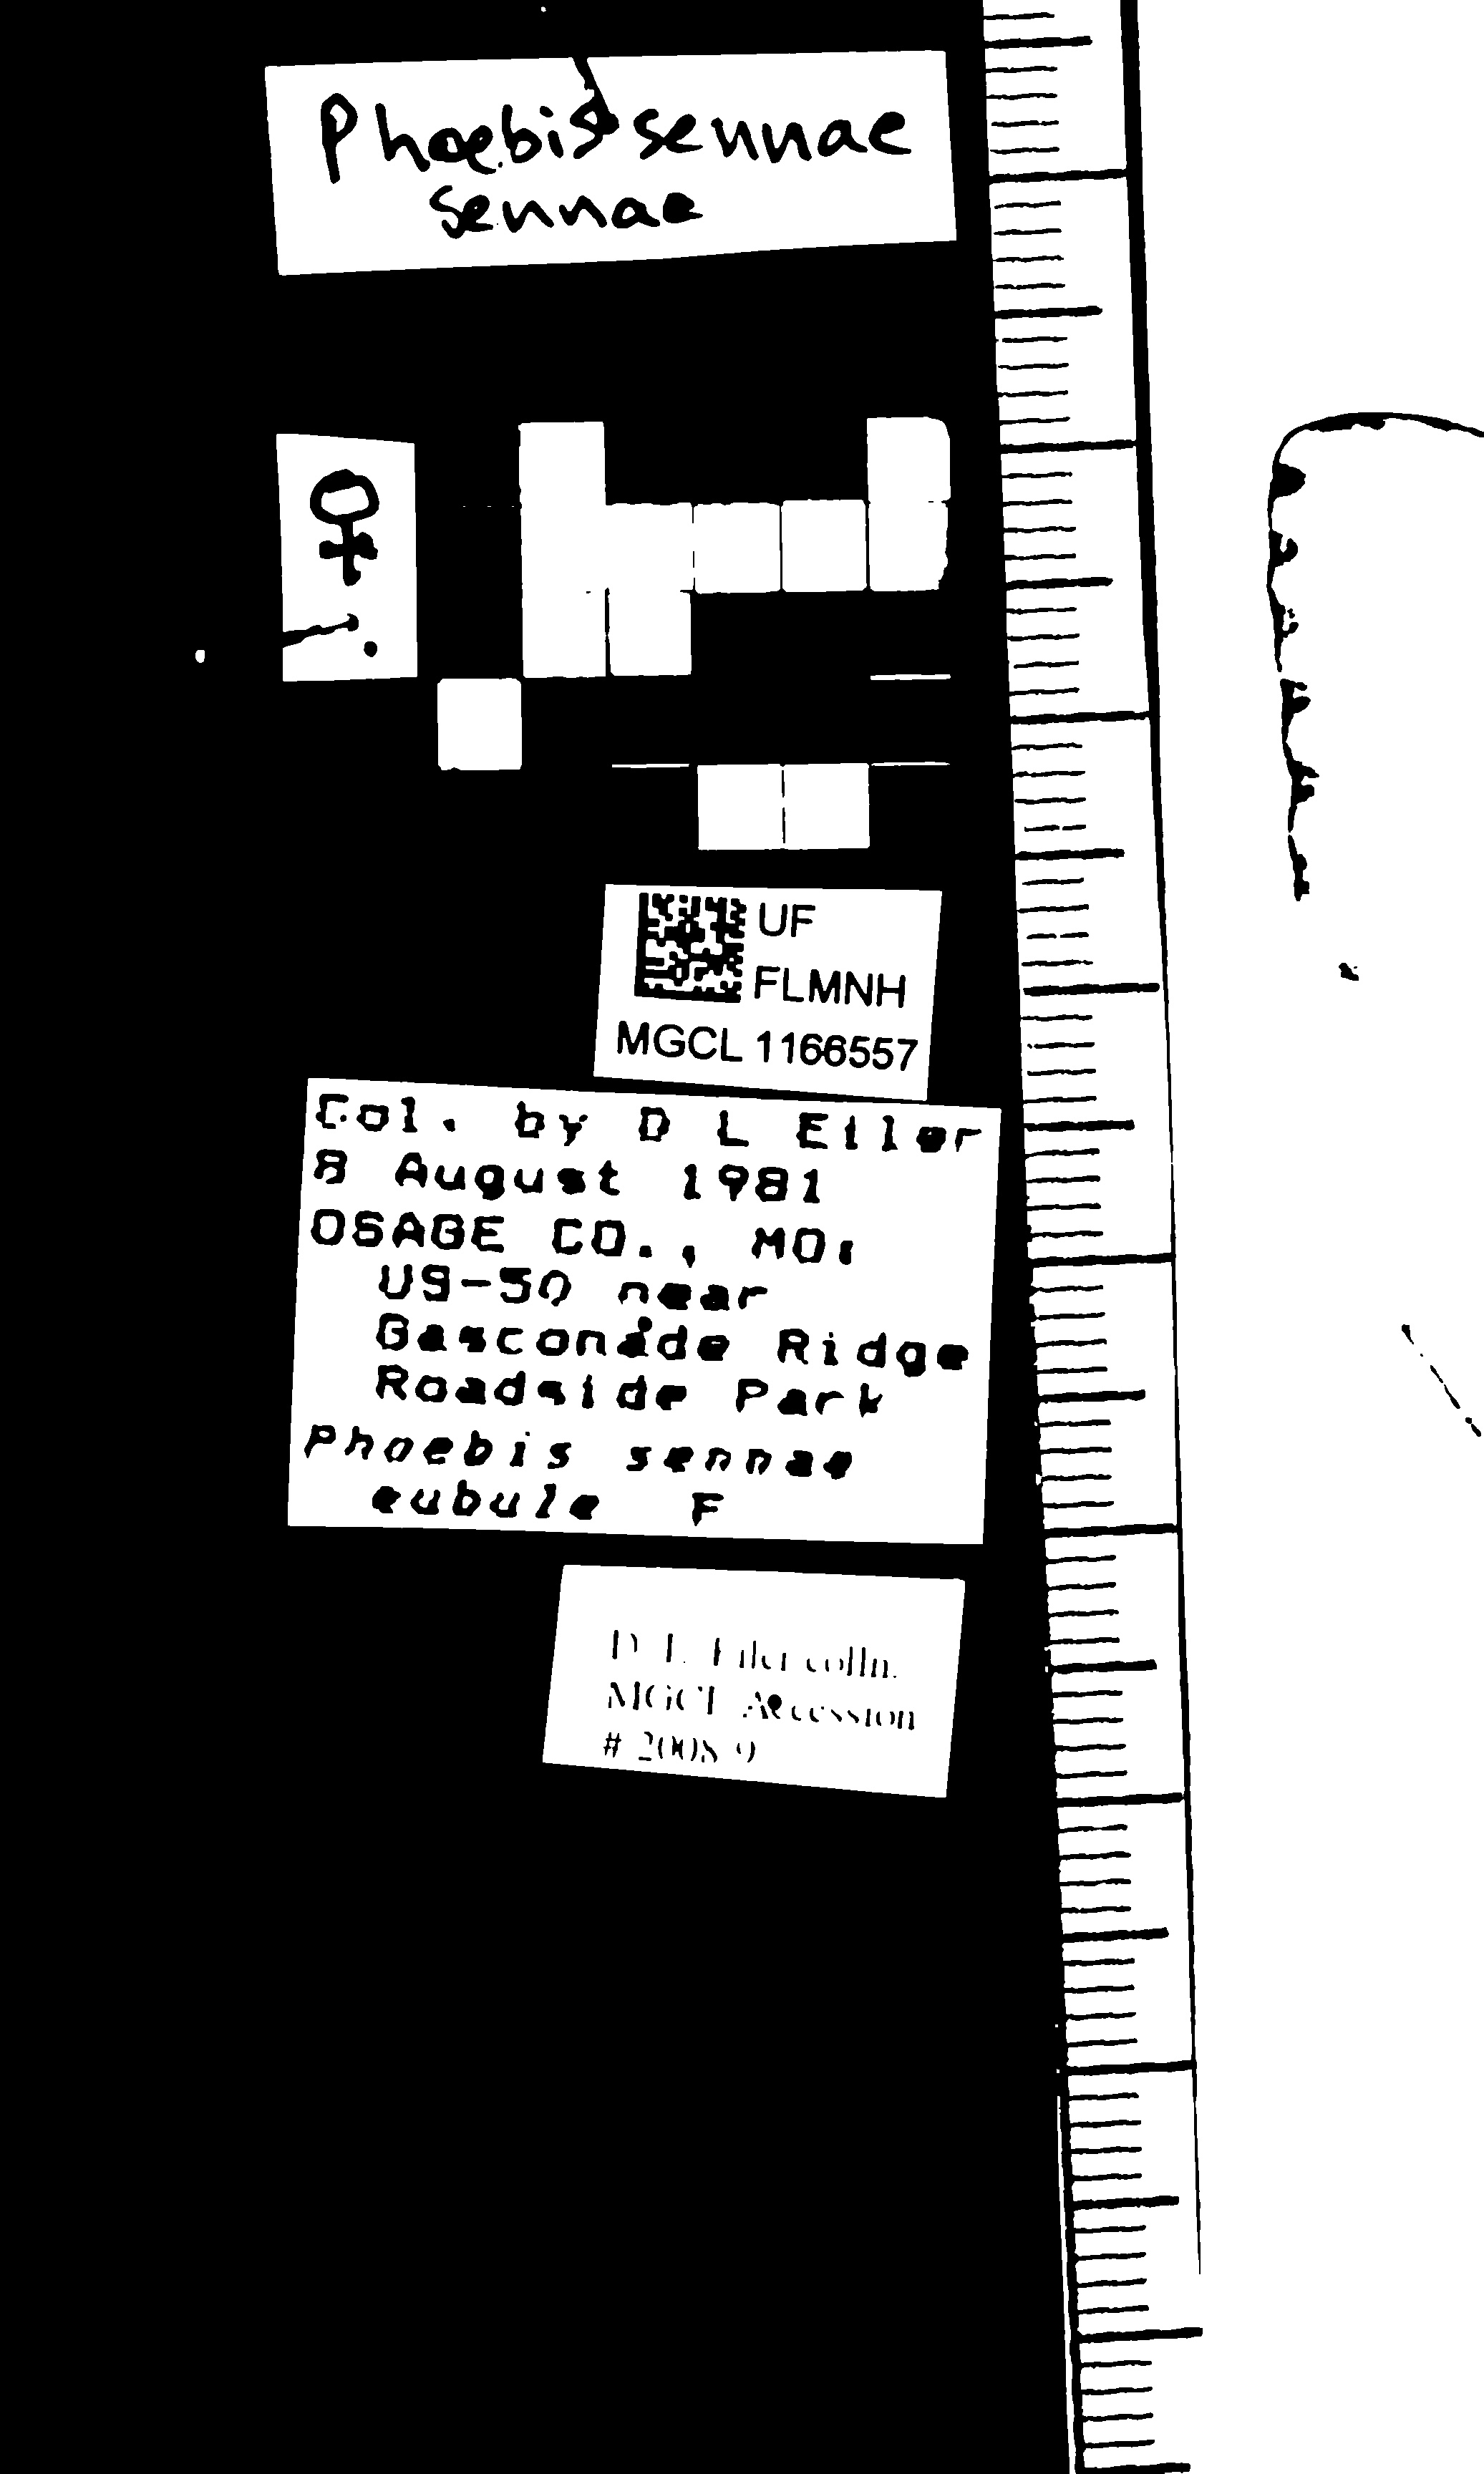 Phoebis sennae
sennae
♀
UF
FLMNH
MGCL 1166557
Col. by D L Eiler
8 August 1981
OSAGE CO., MO:
US-50 near
Gasconade Ridge
Roadside Park
Phoebis sennae
eubule F
D. L. Eiler colln.
MGCL Accession
# 2008-9